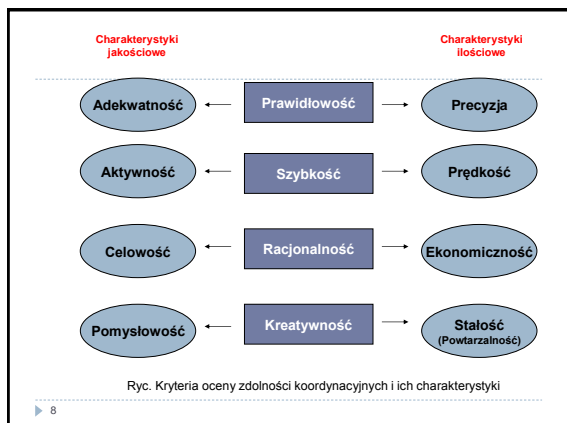 Charakterystyki
jakościowe
Charakterystyki
ilościowe
Adekwatność
Prawidłowość
Precyzja
Aktywność
Szybkość
Prędkość
Celowość
Racjonalność
Ekonomiczność
Pomysłowość
Kreatywność
Stałość
(Powtarzalność)
Ryc. Kryteria oceny zdolności koordynacyjnych i ich charakterystyki
8